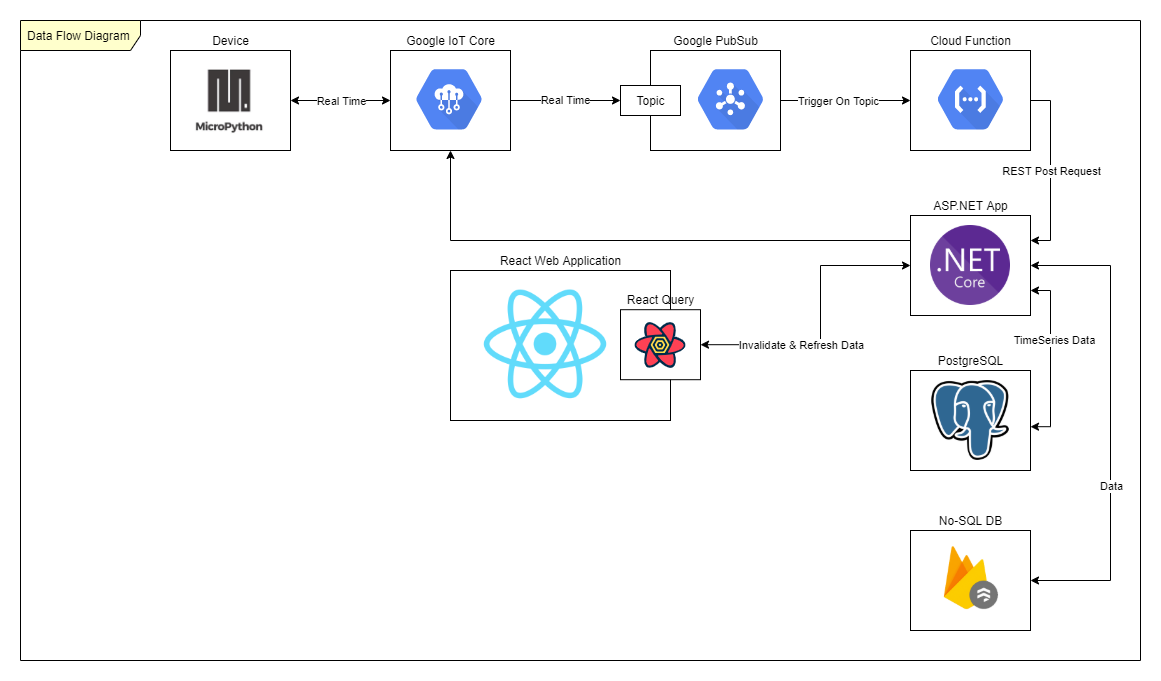 Data Flow Diagram
Device
Google IoT Core
Google PubSub
Cloud Function
MicroPython
Real Time
Real Time
Topic
Trigger On Topic
REST Post Request
ASP.NET App
.NET
Core
React Web Application
React Query
Invalidate & Refresh Data
TimeSeries Data
PostgreSQL
Data
No-SQL DB